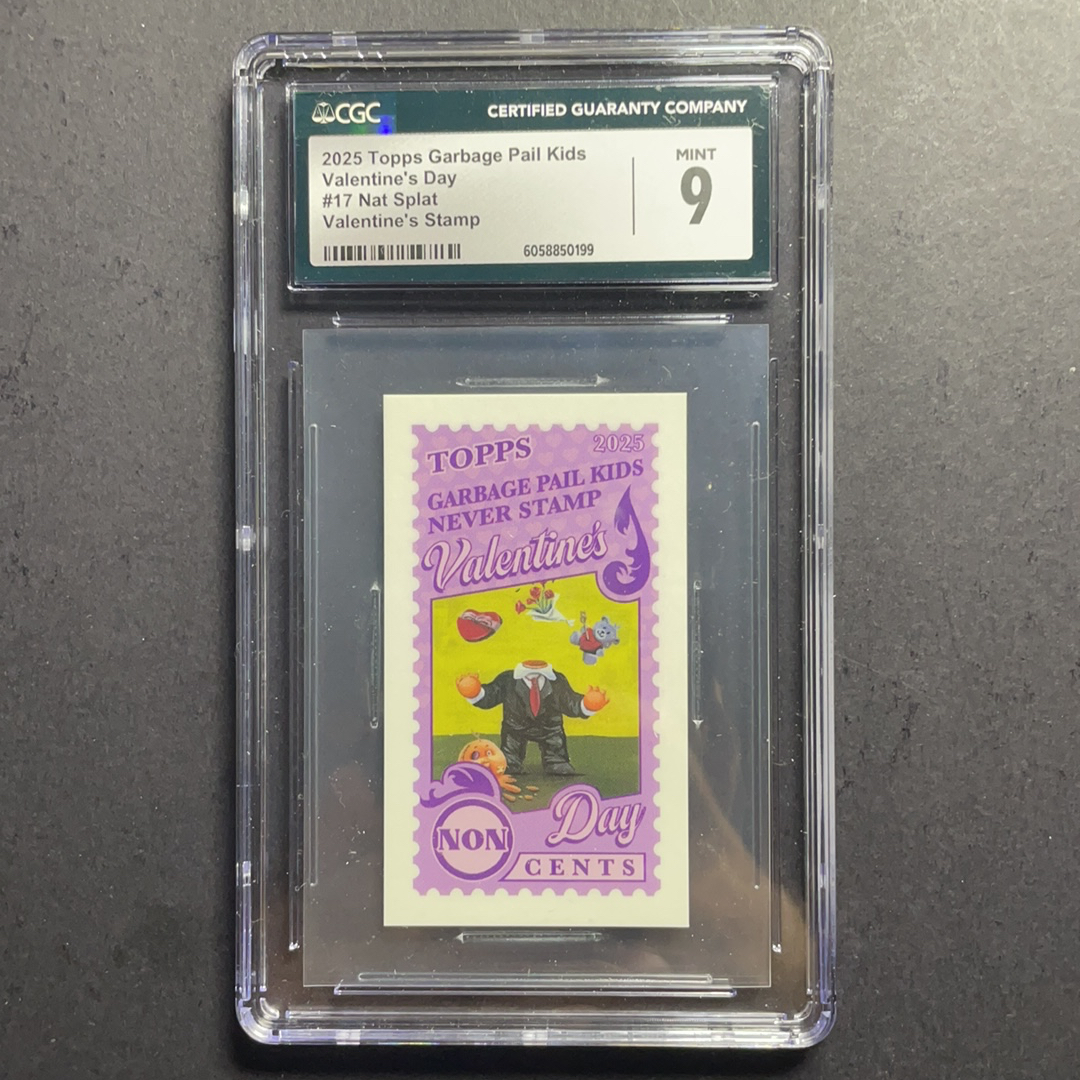 CGC
CERTIFIED GUARANTY COMPANY
2025 Topps Garbage Pail Kids
Valentine's Day
#17 Nat Splat
Valentine's Stamp
MINT
9
6058850199
TOPPS
2025
GARBAGE PAIL KIDS
NEVER STAMP
Valentine's
Day
NON
CENTS